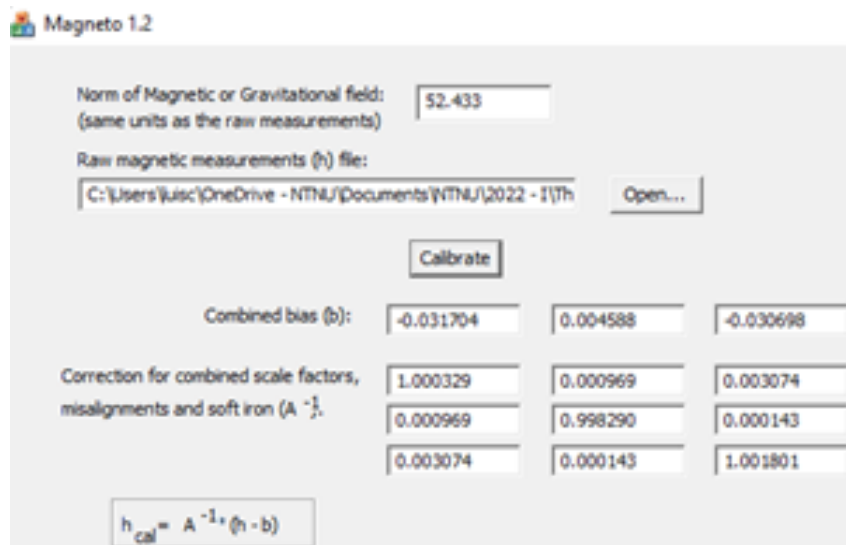 Magneto 1.2
Norm of Magnetic or Gravitational field:
(same units as the raw measurements)
52.433
Raw magnetic measurements (h) file:
C:\Users\luisc\OneDrive - NTNU\Documents\NTNU\2022 - I\Th
Open...
Calibrate
Combined bias (b):
-0.031704 0.004588 -0.030698
Correction for combined scale factors,
misalignments and soft iron (A -1).
1.000329 0.000969 0.003074
0.000969 0.998290 0.000143
0.003074 0.000143 1.001801
hcal = A-1*(h - b)